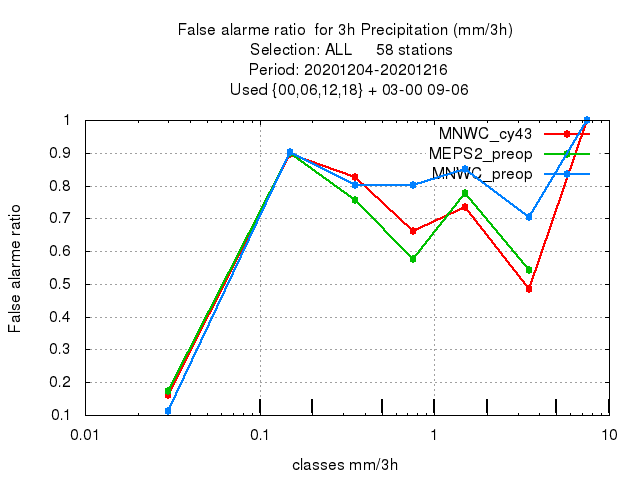 False alarme ratio  for 3h Precipitation (mm/3h)
Selection: ALL     58 stations
Period: 20201204-20201216
Used {00,06,12,18} + 03-00 09-06
MNWC_cy43
MEPS2_preop
MNWC_preop
False alarme ratio
1
0.9
0.8
0.7
0.6
0.5
0.4
0.3
0.2
0.1
0.01 0.1 1 10
classes mm/3h